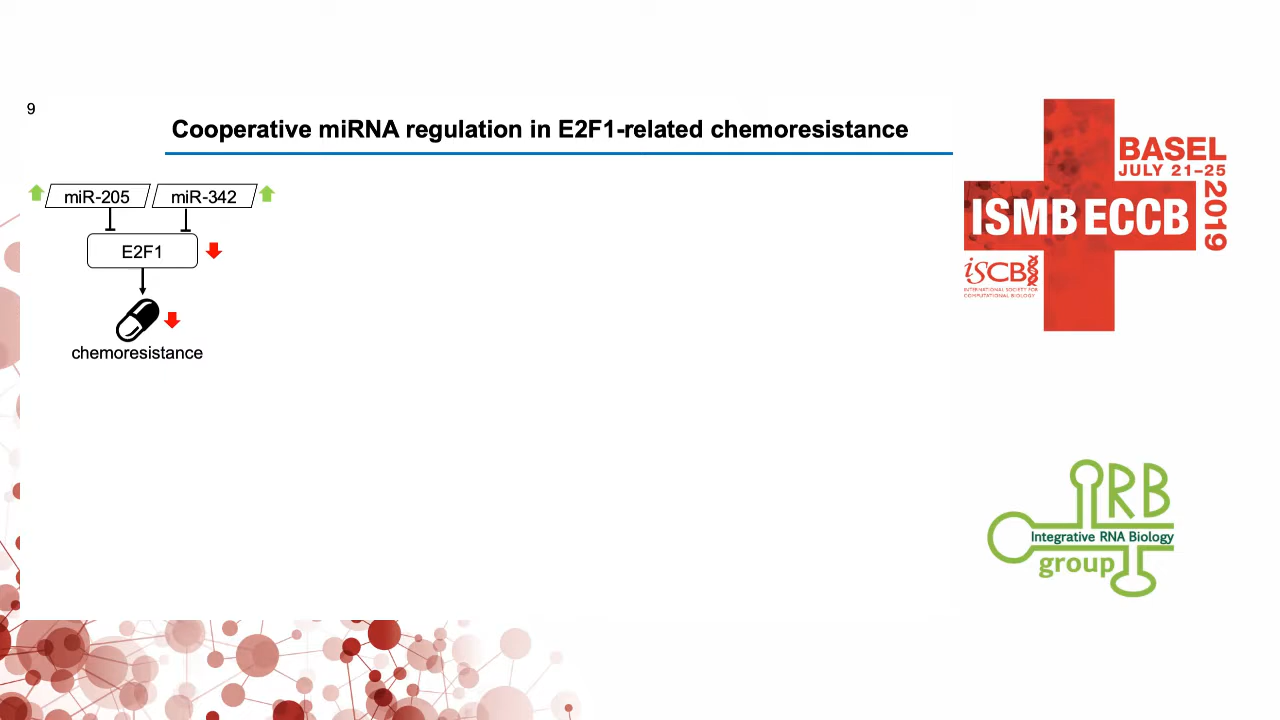 9
Cooperative miRNA regulation in E2F1-related chemoresistance
miR-205
miR-342
E2F1
chemoresistance
BASEL
JULY 21–25
2019
ISMB ECCB
iSCB
INTERNATIONAL SOCIETY FOR
COMPUTATIONAL BIOLOGY
IRB
Integrative RNA Biology
group